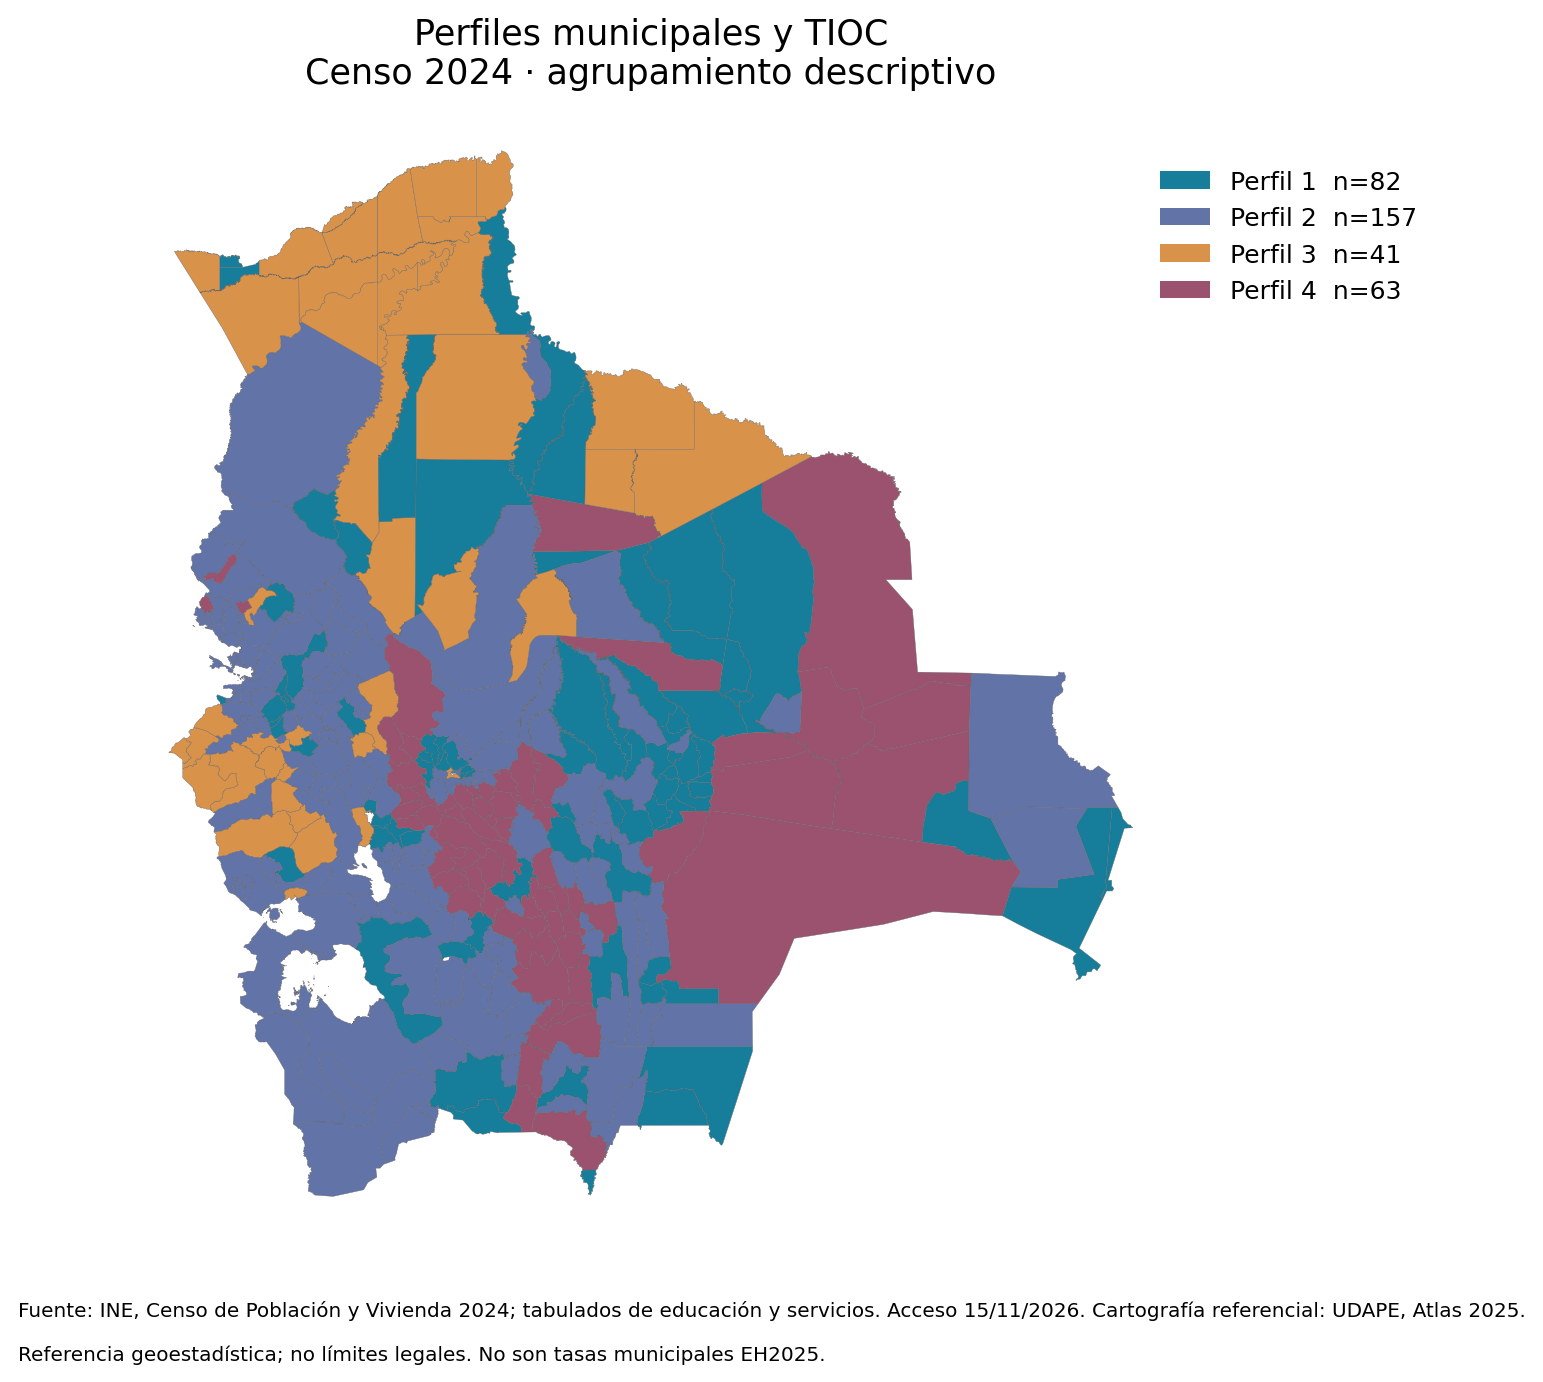 Perfiles municipales y TIOC
Censo 2024 · agrupamiento descriptivo
Perfil 1 n=82
Perfil 2 n=157
Perfil 3 n=41
Perfil 4 n=63
Fuente: INE, Censo de Población y Vivienda 2024; tabulados de educación y servicios. Acceso 15/11/2026. Cartografía referencial: UDAPE, Atlas 2025.
Referencia geoestadística; no límites legales. No son tasas municipales EH2025.